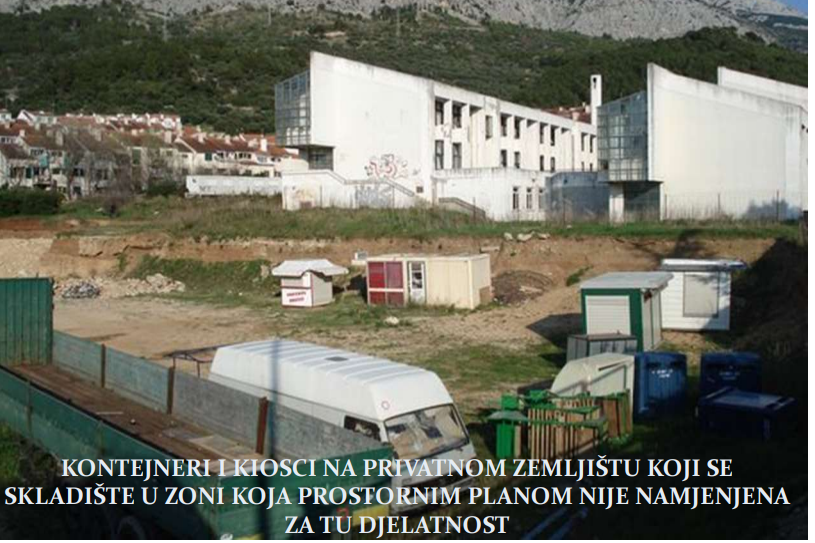 KONTEJNERI I KIOSCI NA PRIVATNOM ZEMLJIŠTU KOJI SE
SKLADIŠTE U ZONI KOJA PROSTORNIM PLANOM NIJE NAMJENJENA
ZA TU DJELATNOST